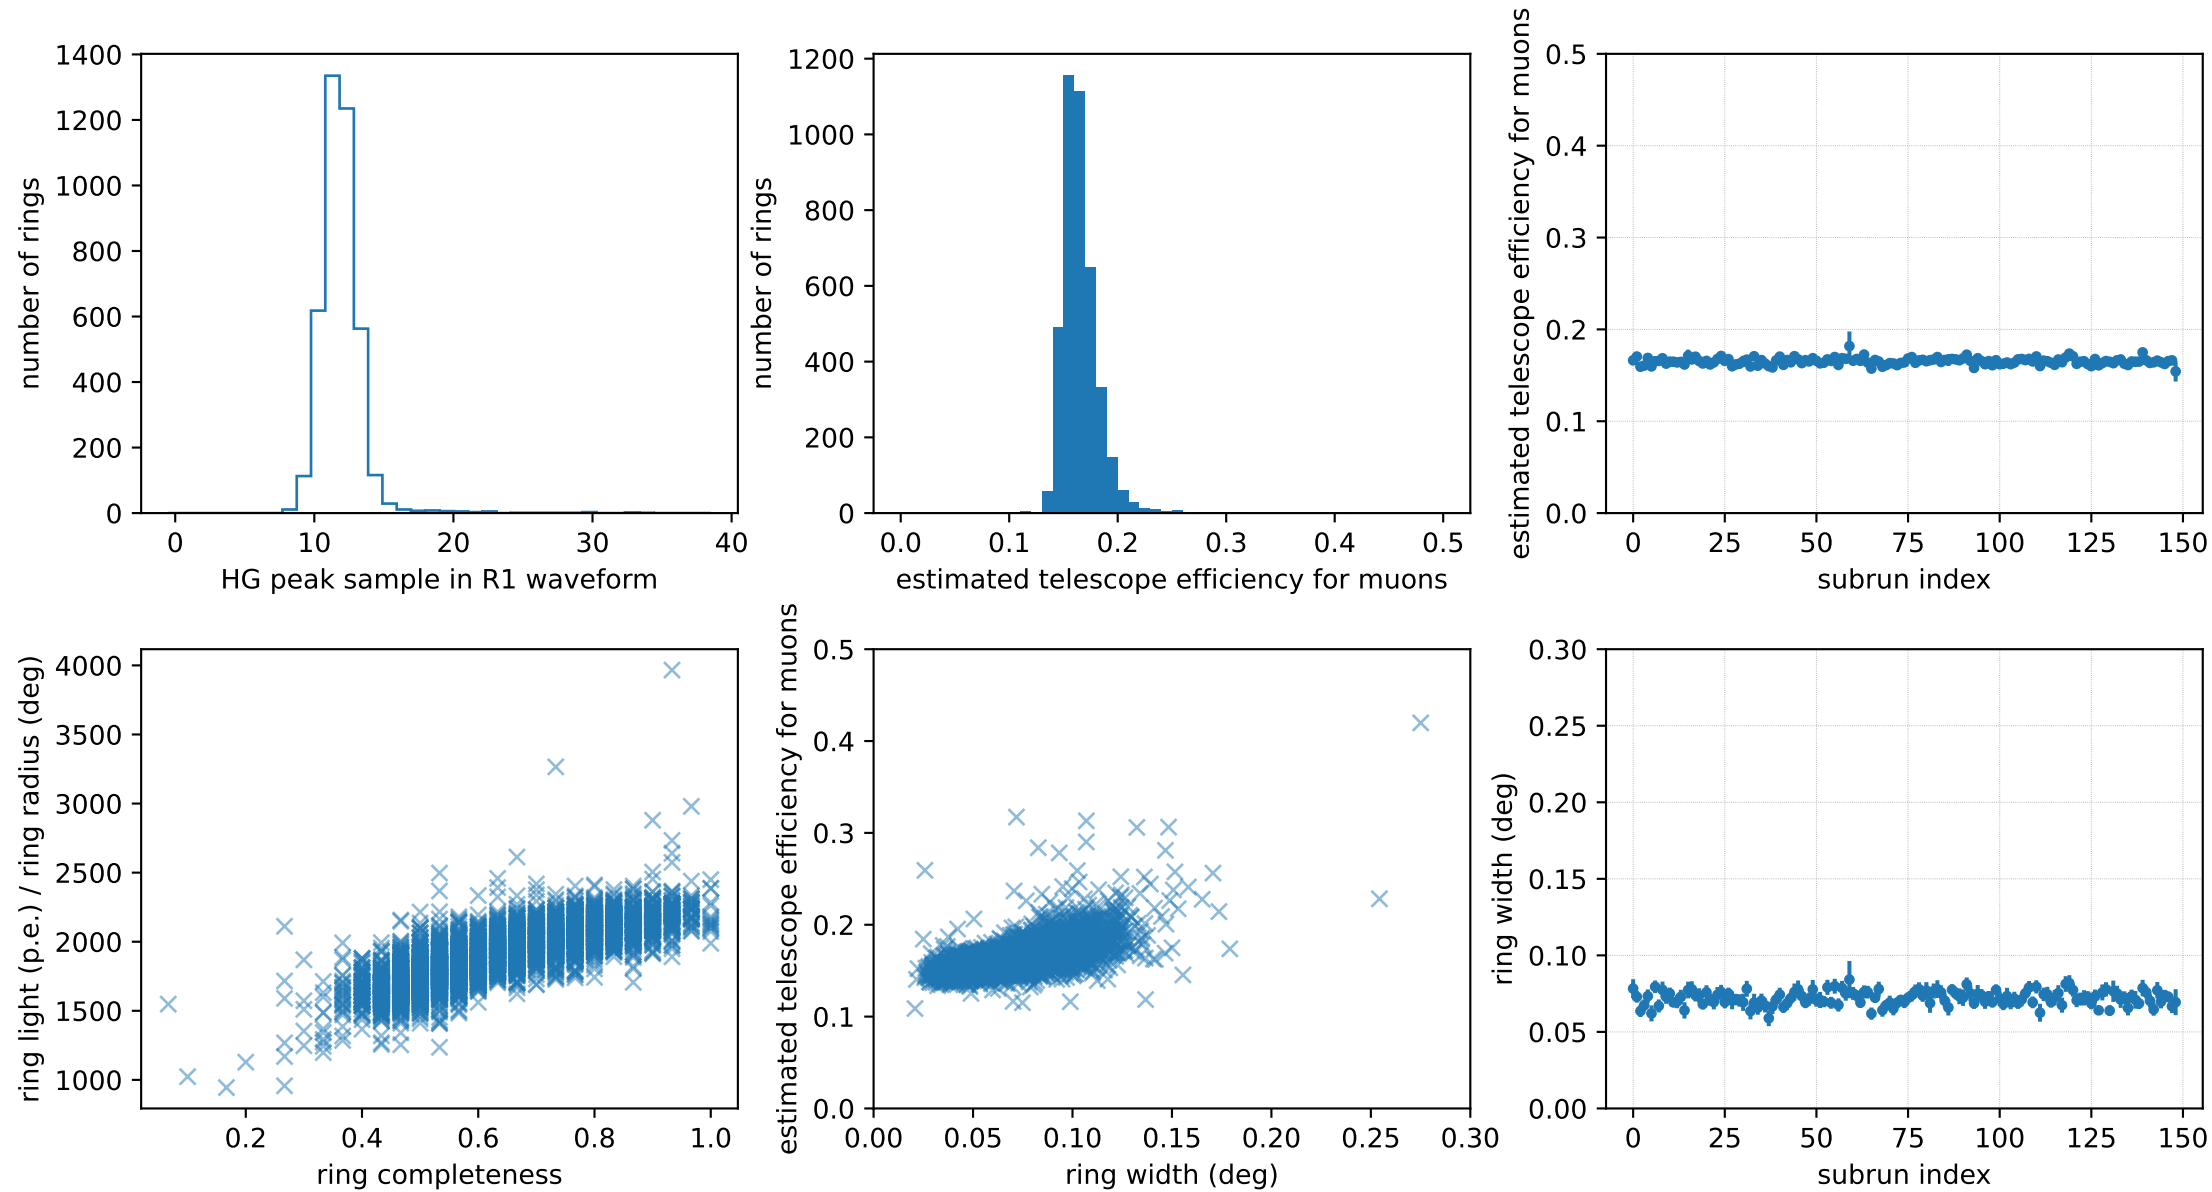 number of rings
1400
1200
1000
800
600
400
200
0
0 10 20 30 40
HG peak sample in R1 waveform
number of rings
1200
1000
800
600
400
200
0
0.0 0.1 0.2 0.3 0.4 0.5
estimated telescope efficiency for muons
estimated telescope efficiency for muons
0.5
0.4
0.3
0.2
0.1
0.0
0 25 50 75 100 125 150
subrun index
ring light (p.e.) / ring radius (deg)
4000
3500
3000
2500
2000
1500
1000
0.2 0.4 0.6 0.8 1.0
ring completeness
estimated telescope efficiency for muons
0.5
0.4
0.3
0.2
0.1
0.0
0.00 0.05 0.10 0.15 0.20 0.25 0.30
ring width (deg)
ring width (deg)
0.30
0.25
0.20
0.15
0.10
0.05
0.00
0 25 50 75 100 125 150
subrun index